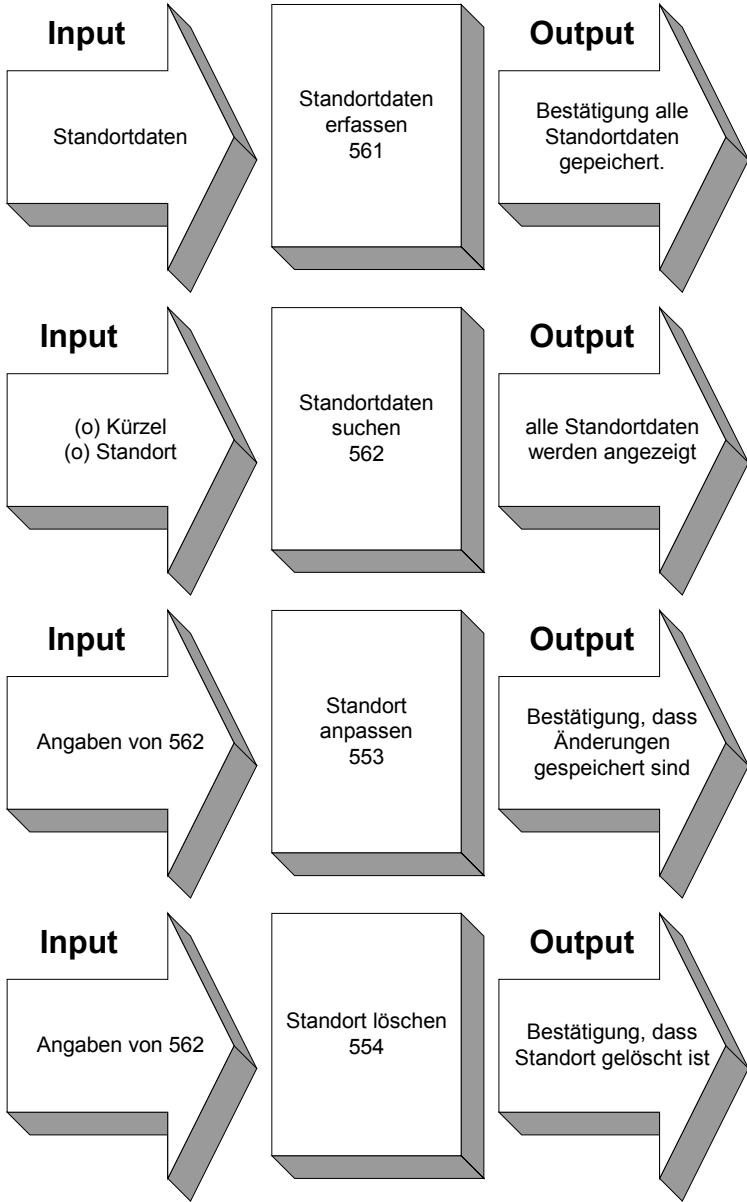 Input
Output
Standortdaten
Standortdaten
erfassen
561
Bestätigung alle
Standortdaten
gepeichert.
Input
Output
(o) Kürzel
(o) Standort
Standortdaten
suchen
562
alle Standortdaten
werden angezeigt
Input
Output
Angaben von 562
Standort
anpassen
553
Bestätigung, dass
Änderungen
gespeichert sind
Input
Output
Angaben von 562
Standort löschen
554
Bestätigung, dass
Standort gelöscht ist